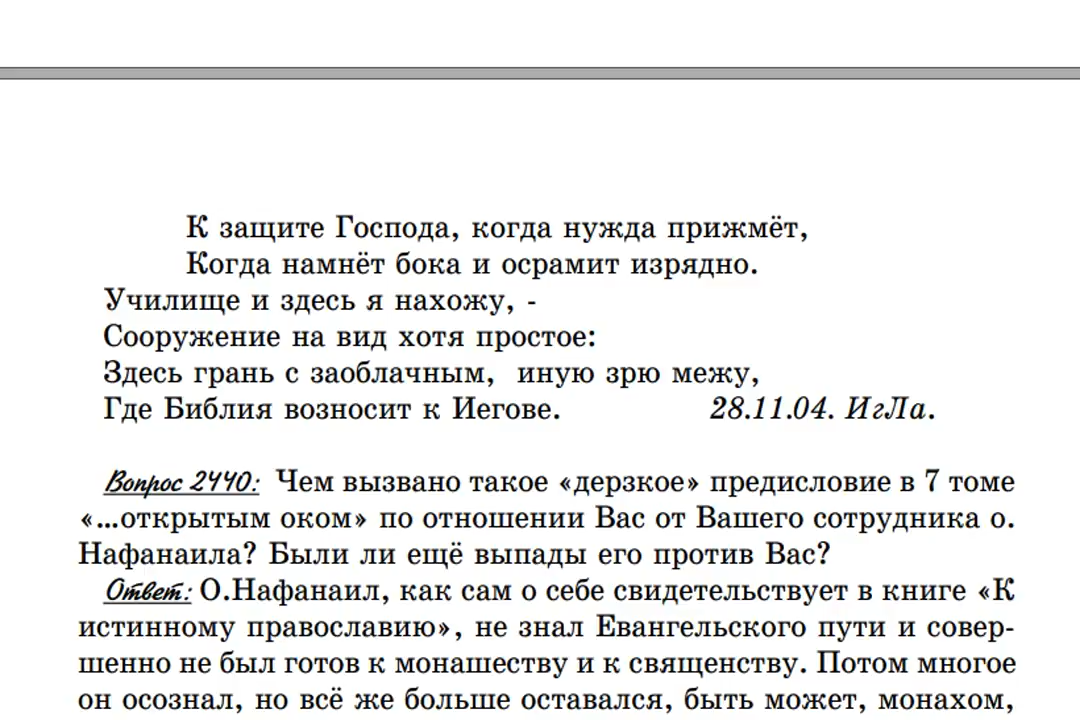 К защите Господа, когда нужда прижмёт,
Когда намнёт бока и осрамит изрядно.
Училище и здесь я нахожу, -
Сооружение на вид хотя простое:
Здесь грань с заоблачным, иную зрю межу,
Где Библия возносит к Иегове. 28.11.04. ИгЛа.
Вопрос 2440: Чем вызвано такое «дерзкое» предисловие в 7 томе
«...открытым оком» по отношении Вас от Вашего сотрудника о.
Нафанаила? Были ли ещё выпады его против Вас?
Ответ: О.Нафанаил, как сам о себе свидетельствует в книге «К
истинному православию», не знал Евангельского пути и совер-
шенно не был готов к монашеству и к священству. Потом многое
он осознал, но всё же больше оставался, быть может, монахом,